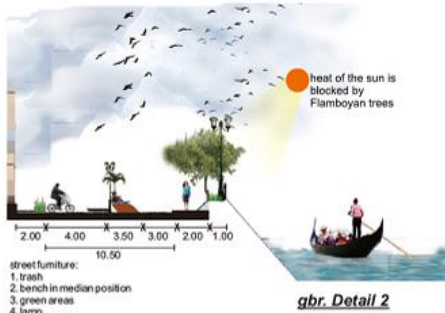 heat of the sun is
blocked by
Flamboyan trees
2.00 4.00 3.50 3.00 2.00 1.00
10.50
street furniture:
1. trash
2. bench in median position
3. green areas
4. lamp
gbr. Detail 2